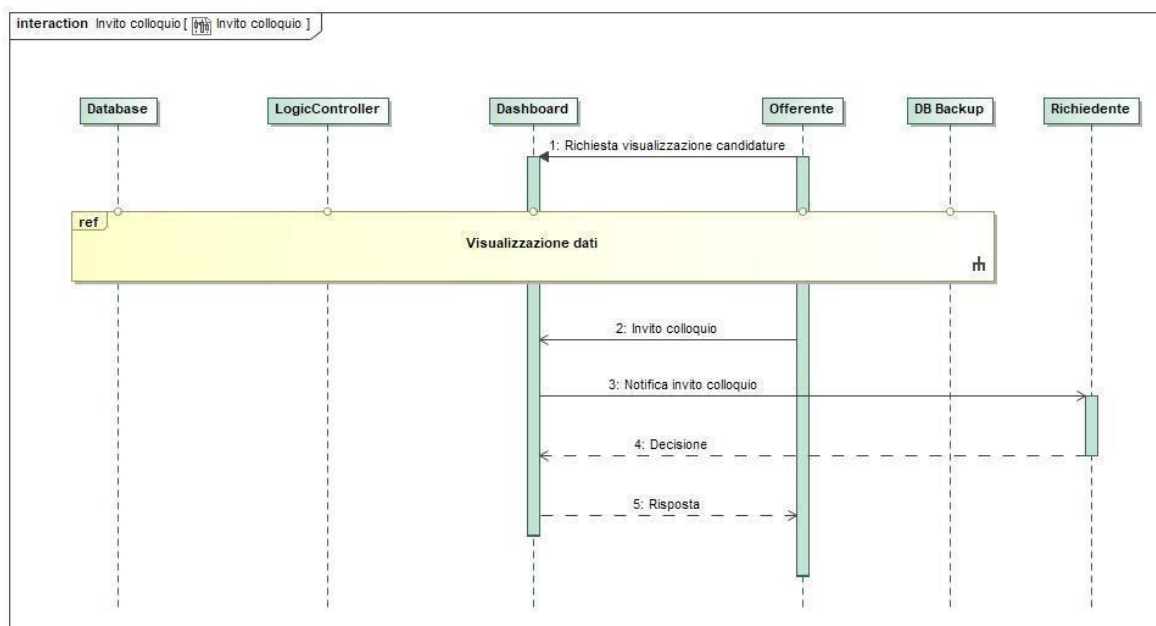 interaction Invito colloquio [ Invito colloquio ]
Database LogicController Dashboard Offerente DB Backup Richiedente
1: Richiesta visualizzazione candidature
ref
Visualizzazione dati
2: Invito colloquio
3: Notifica invito colloquio
4: Decisione
5: Risposta